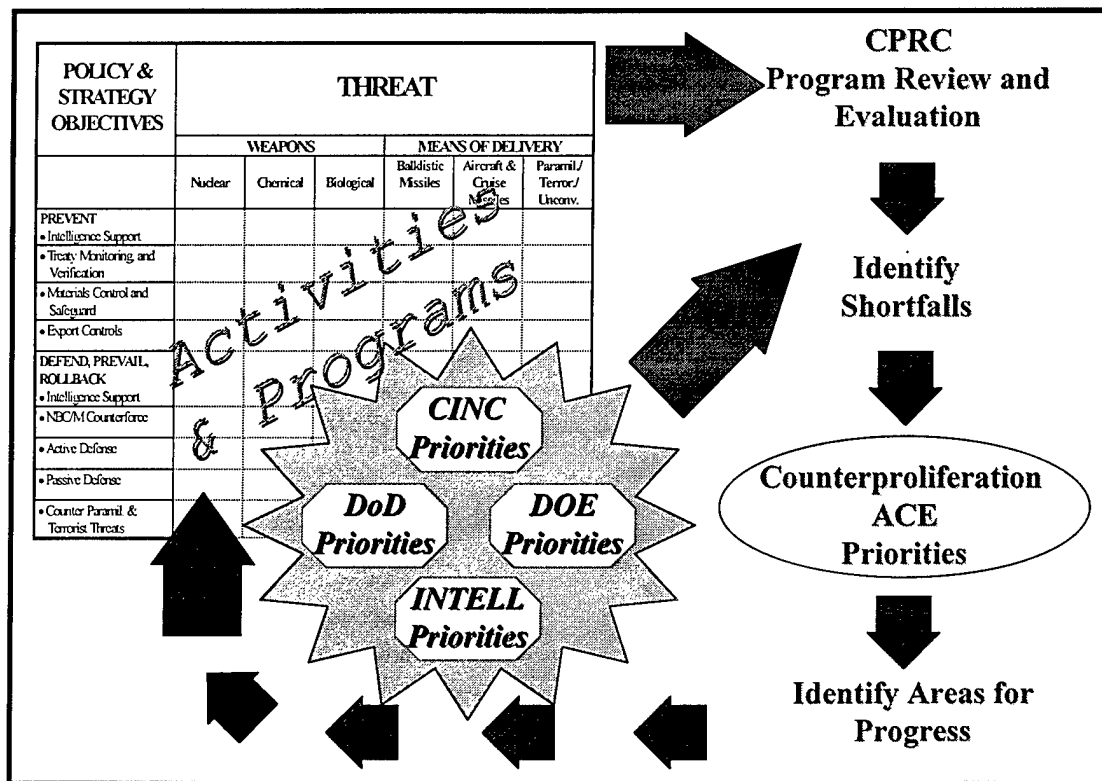 POLICY &
STRATEGY
OBJECTIVES
THREAT
WEAPONS
MEANS OF DELIVERY
Nuclear
Chemical
Biological
Ballistic
Missiles
Aircraft &
Cruise
Missiles
Paramil./
Terror./
Unconv.
PREVENT
• Intelligence Support
• Treaty Monitoring and
Verification
• Materials Control and
Safeguard
• Export Controls
DEFEND, PREVAIL,
ROLLBACK
• Intelligence Support
• NBC/M Counterforce
• Active Defense
• Passive Defense
• Counter Paramil. &
Terrorist Threats
Activities
& Programs
CINC
Priorities
DoD
Priorities
DOE
Priorities
INTELL
Priorities
CPRC
Program Review and
Evaluation
Identify
Shortfalls
Counterproliferation
ACE
Priorities
Identify Areas for
Progress